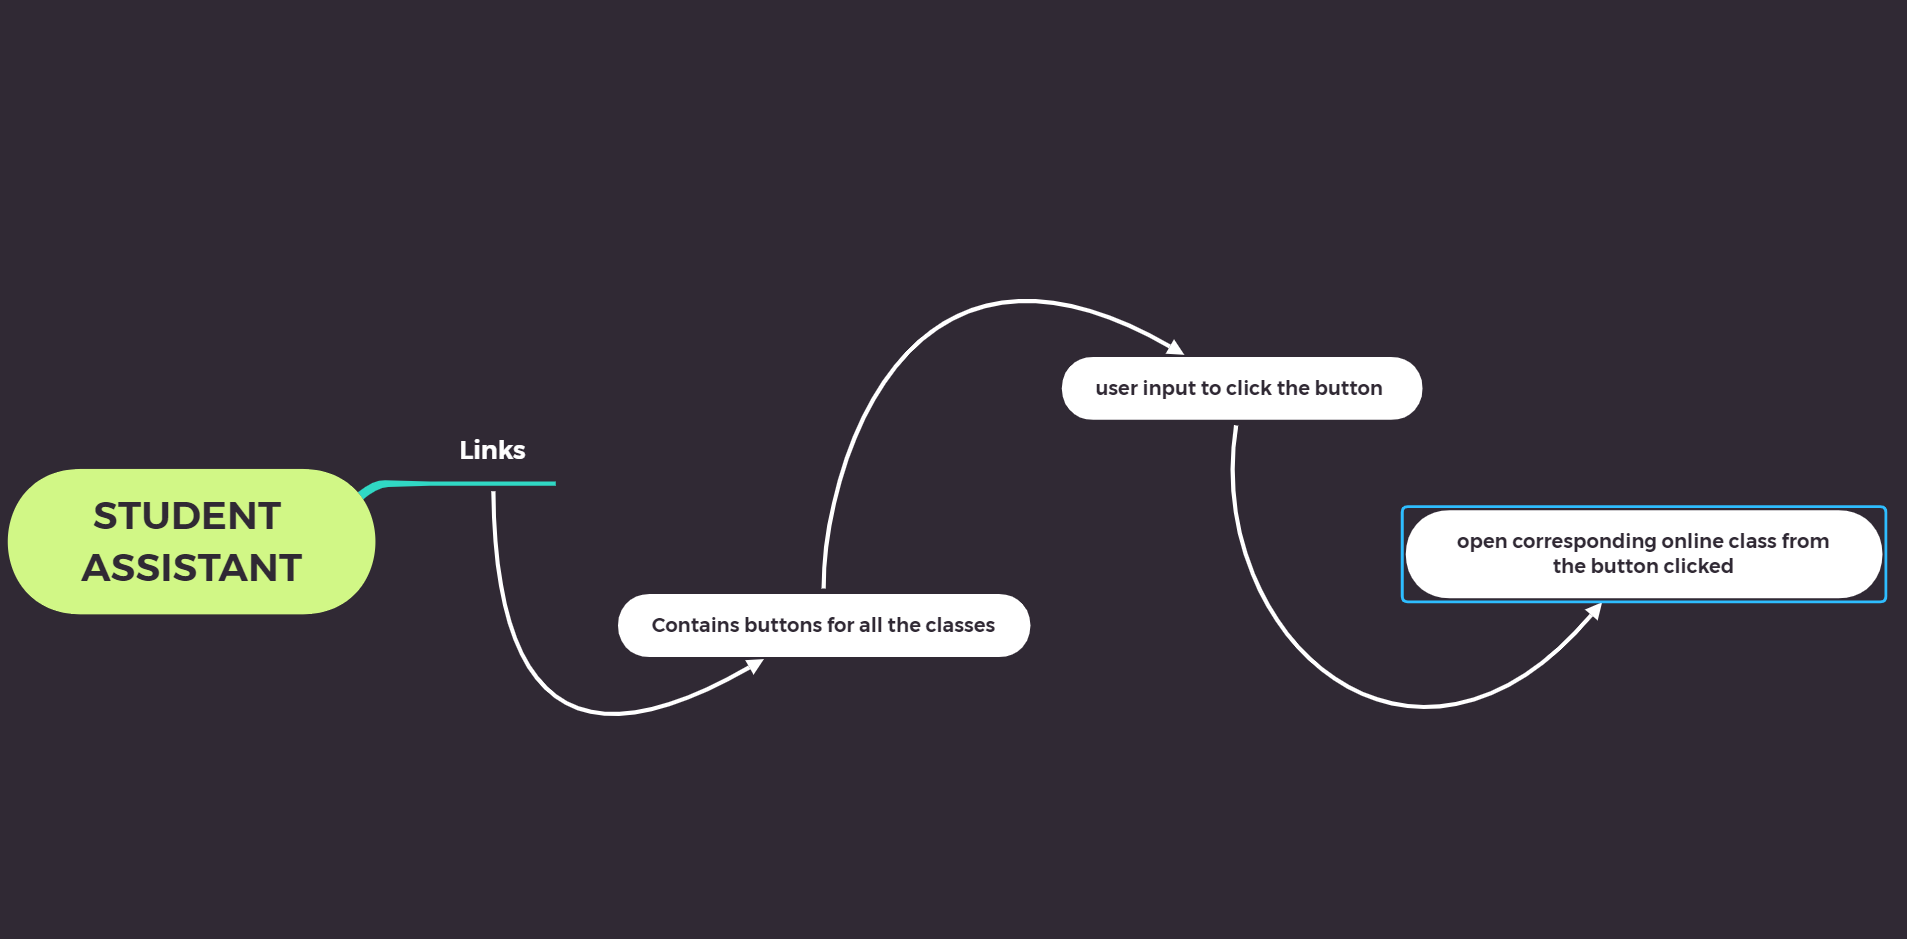 STUDENT
ASSISTANT
Links
Contains buttons for all the classes
user input to click the button
open corresponding online class from
the button clicked